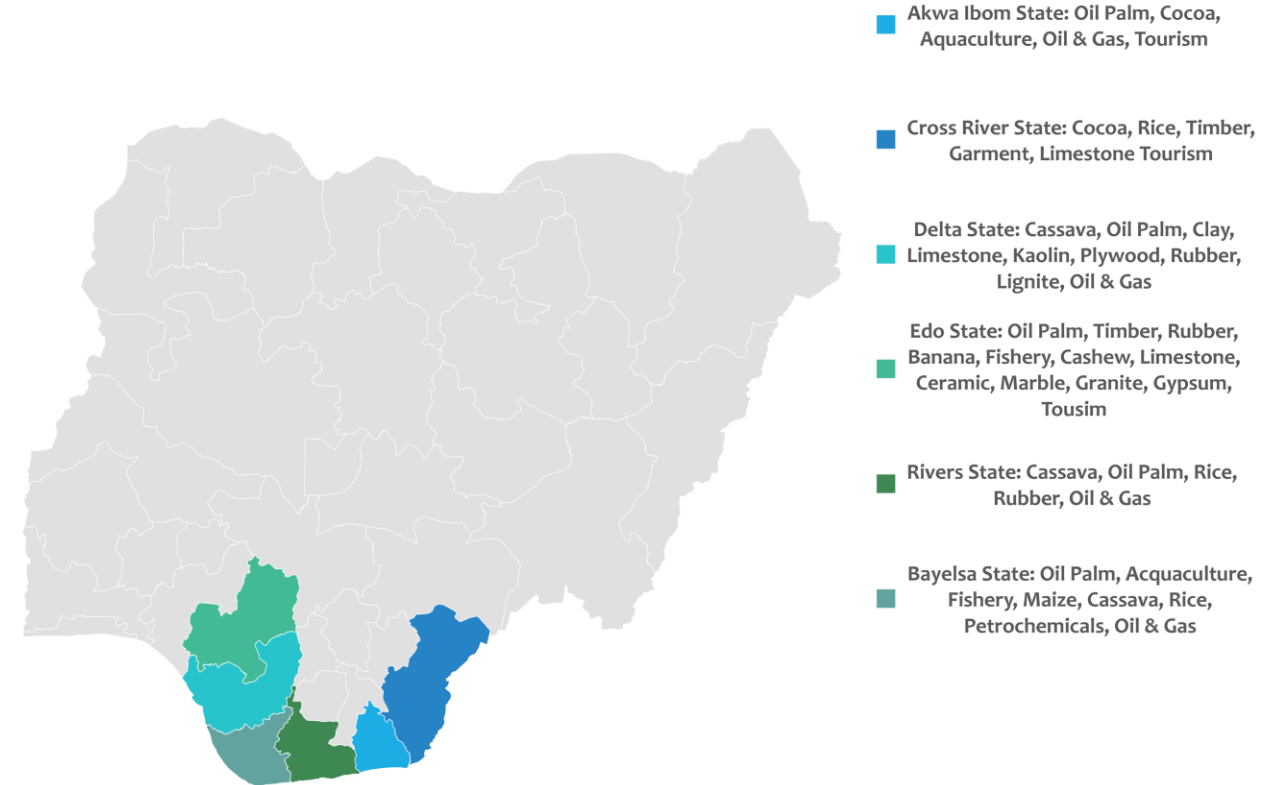 Akwa Ibom State: Oil Palm, Cocoa,
Aquaculture, Oil & Gas, Tourism
Cross River State: Cocoa, Rice, Timber,
Garment, Limestone Tourism
Delta State: Cassava, Oil Palm, Clay,
Limestone, Kaolin, Plywood, Rubber,
Lignite, Oil & Gas
Edo State: Oil Palm, Timber, Rubber,
Banana, Fishery, Cashew, Limestone,
Ceramic, Marble, Granite, Gypsum,
Tousim
Rivers State: Cassava, Oil Palm, Rice,
Rubber, Oil & Gas
Bayelsa State: Oil Palm, Acquaculture,
Fishery, Maize, Cassava, Rice,
Petrochemicals, Oil & Gas